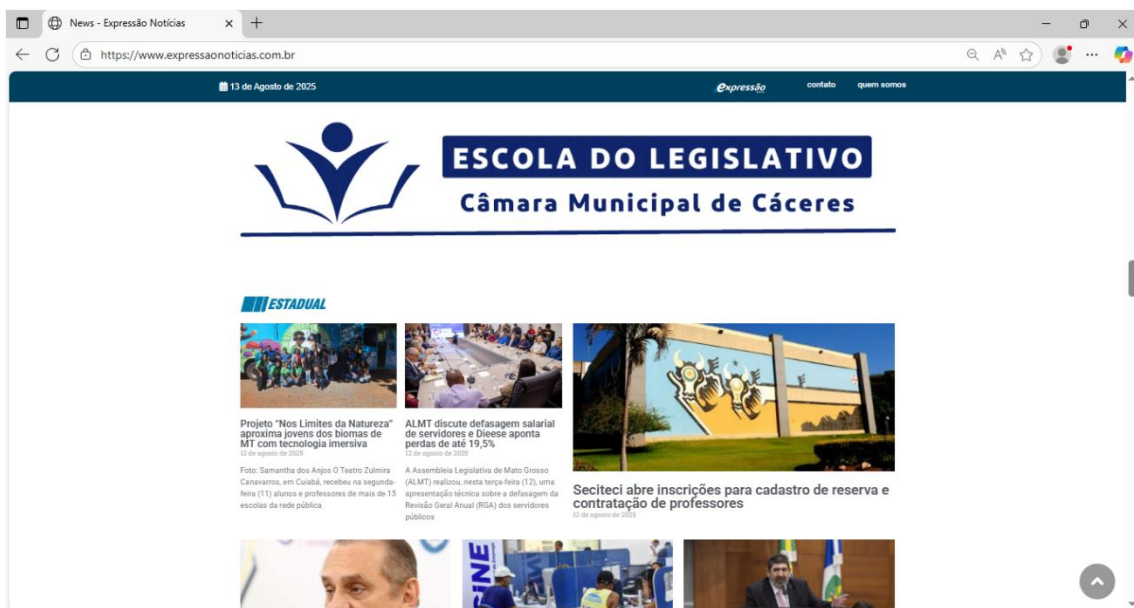 News - Expressão Notícias
https://www.expressaonoticias.com.br
13 de Agosto de 2025
expressão
contato
quem somos
ESCOLA DO LEGISLATIVO
Câmara Municipal de Cáceres
ESTADUAL
Projeto "Nos Limites da Natureza"
aproxima jovens dos biomas de
MT com tecnologia imersiva
13 de agosto de 2025
Foto: Samantha dos Anjos O Teatro Zulmira
Canavarros, em Cuiabá, recebeu na segunda-
feira (11) alunos e professores de mais de 15
escolas da rede pública
ALMT discute defasagem salarial
de servidores e Dieese aponta
perdas de até 19,5%
12 de agosto de 2025
A Assembleia Legislativa de Mato Grosso
(ALMT) realizou, nesta terça-feira (12), uma
apresentação técnica sobre a defasagem da
Revisão Geral Anual (RGA) dos servidores
públicos
Seciteci abre inscrições para cadastro de reserva e
contratação de professores
12 de agosto de 2025
SINE